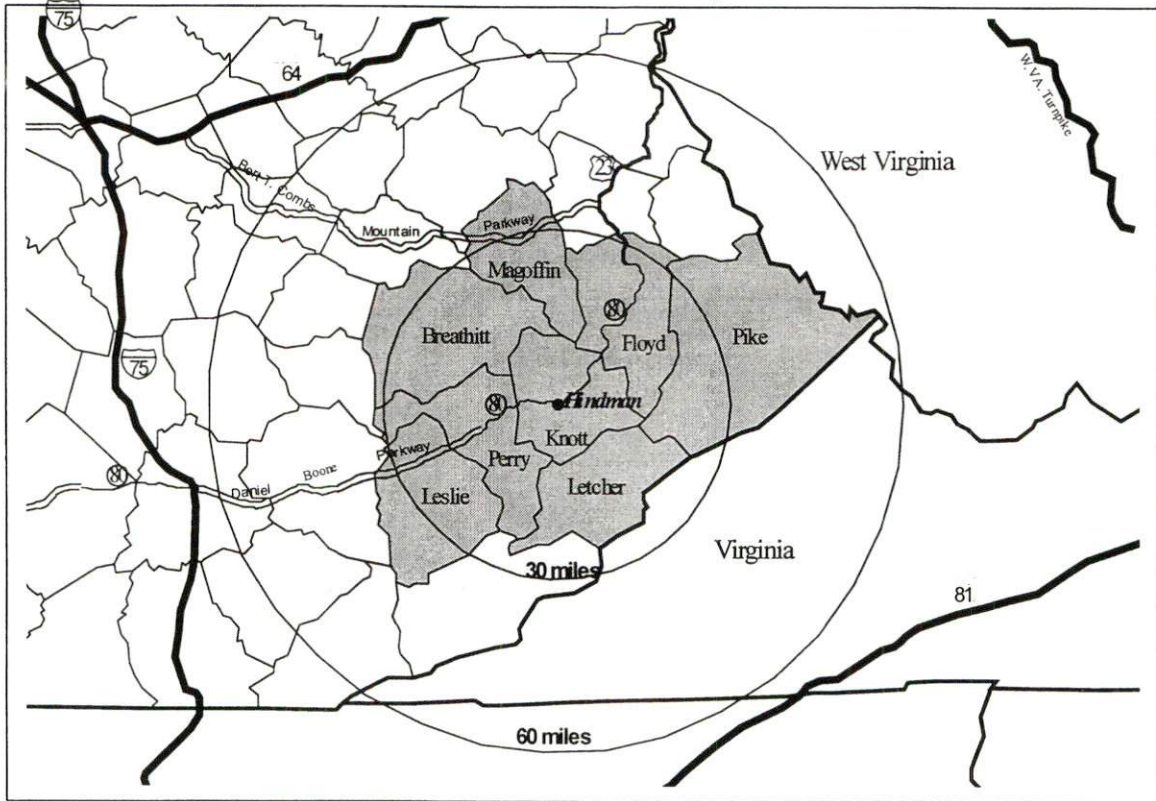 75
64
W. VA. Turnpike
West Virginia
23
Bert T. Combs
Mountain
Parkway
Magoffin
80
Breathitt
Floyd
Pike
75
80
Hindman
Knott
Parkway
Perry
Boone
Daniel
80
Leslie
Letcher
Virginia
30 miles
81
60 miles